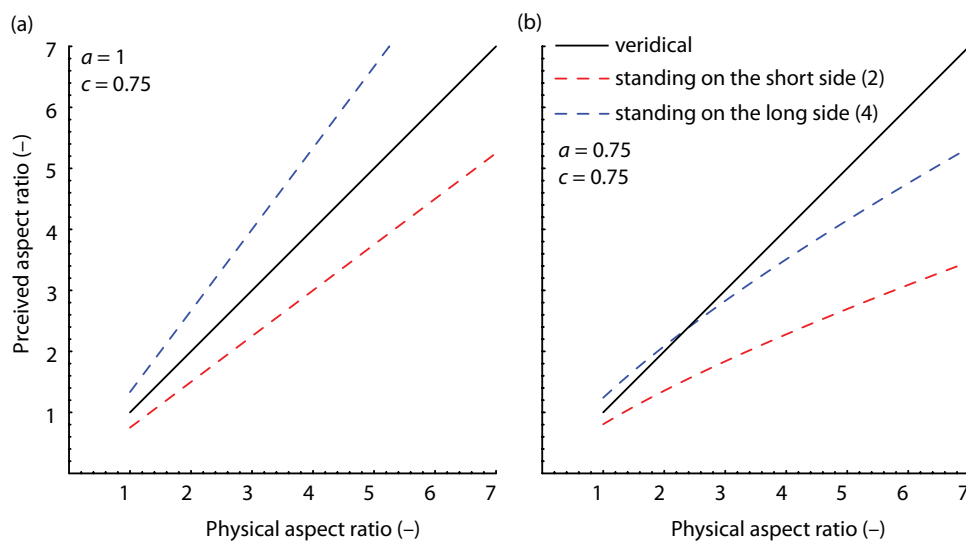 (a)
a = 1
c = 0.75
7
6
5
4
3
2
1
Prceived aspect ratio (–)
1 2 3 4 5 6 7
Physical aspect ratio (–)
(b)
veridical
standing on the short side (2)
standing on the long side (4)
a = 0.75
c = 0.75
1 2 3 4 5 6 7
Physical aspect ratio (–)